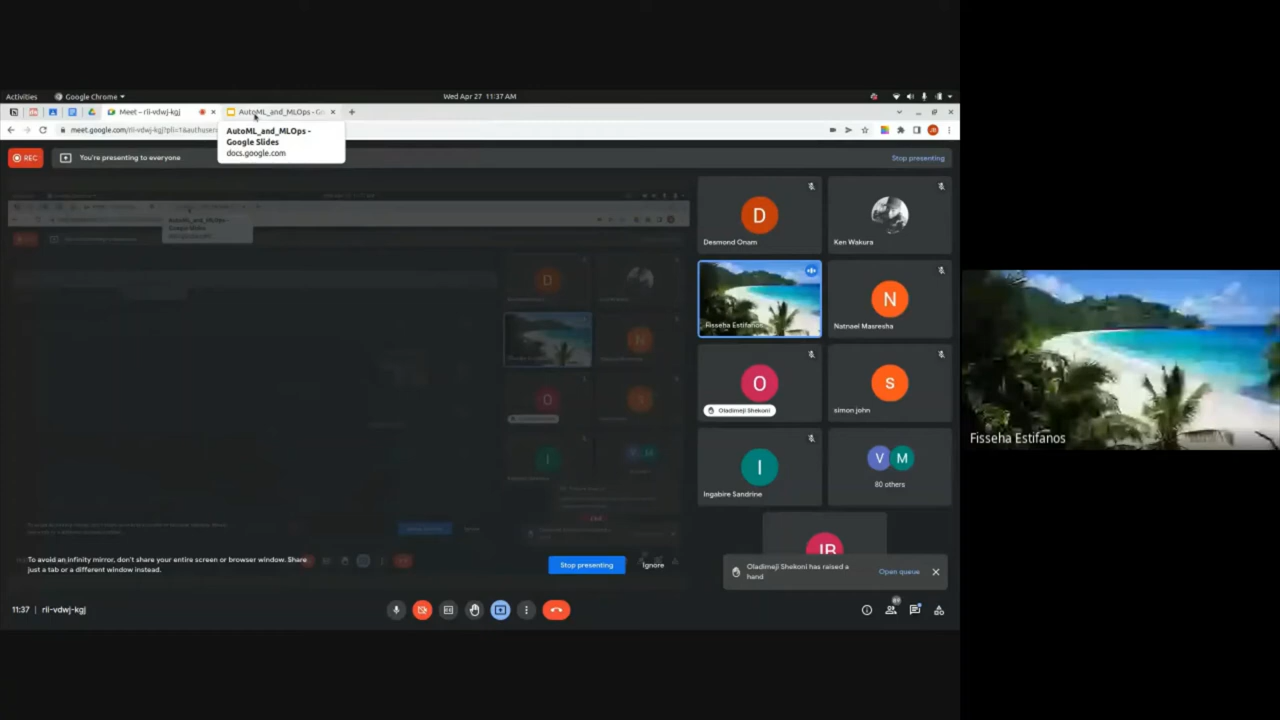 Activities
Google Chrome
Wed Apr 27 11:37 AM
Meet – rli-vdwj-kgj
AutoML_and_MLOps - Go
meet.google.com/rli-vdwj-kgj?pli=1&authuser
AutoML_and_MLOps -
Google Slides
docs.google.com
REC
You're presenting to everyone
Stop presenting
Desmond Onam
Ken Wakura
D
Fisseha Estifanos
N
Natnael Masresha
O
Oladimeji Shekoni
s
simon john
I
Ingabire Sandrine
V M
80 others
JB
To avoid an infinity mirror, don't share your entire screen or browser window. Share
just a tab or a different window instead.
Stop presenting
Ignore
Oladimeji Shekoni has raised a
hand
Open queue
11:37 | rli-vdwj-kgj
Fisseha Estifanos